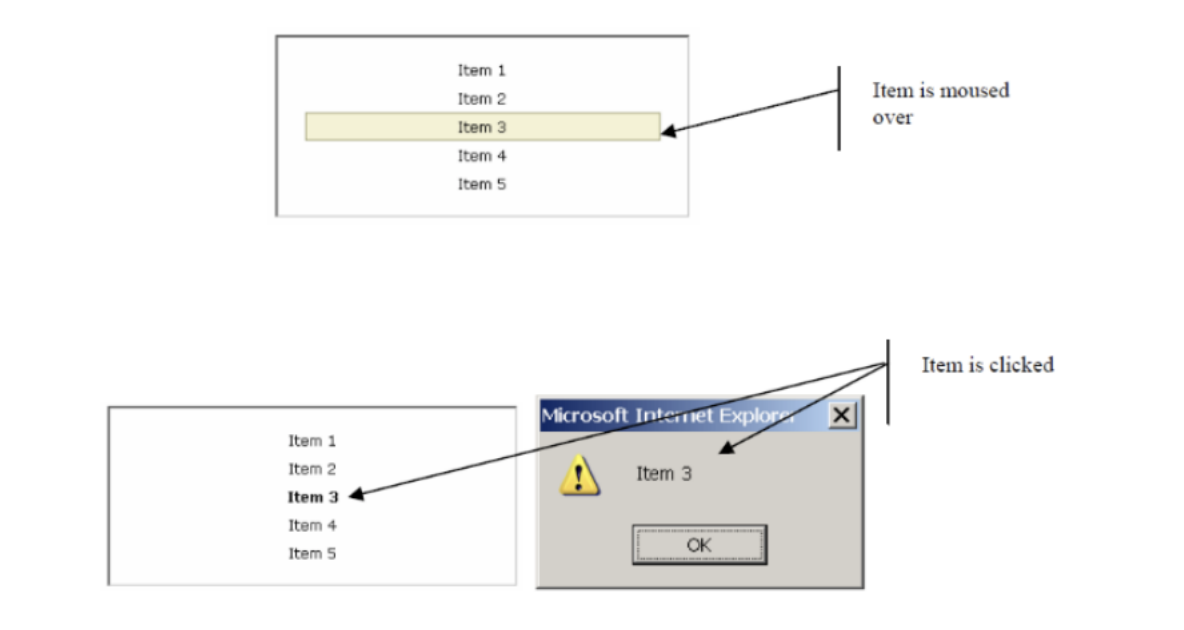 Item 1
Item 2
Item 3
Item 4
Item 5
Item is moused
over
Item is clicked
Item 1
Item 2
Item 3
Item 4
Item 5
Microsoft Internet Explorer
Item 3
OK